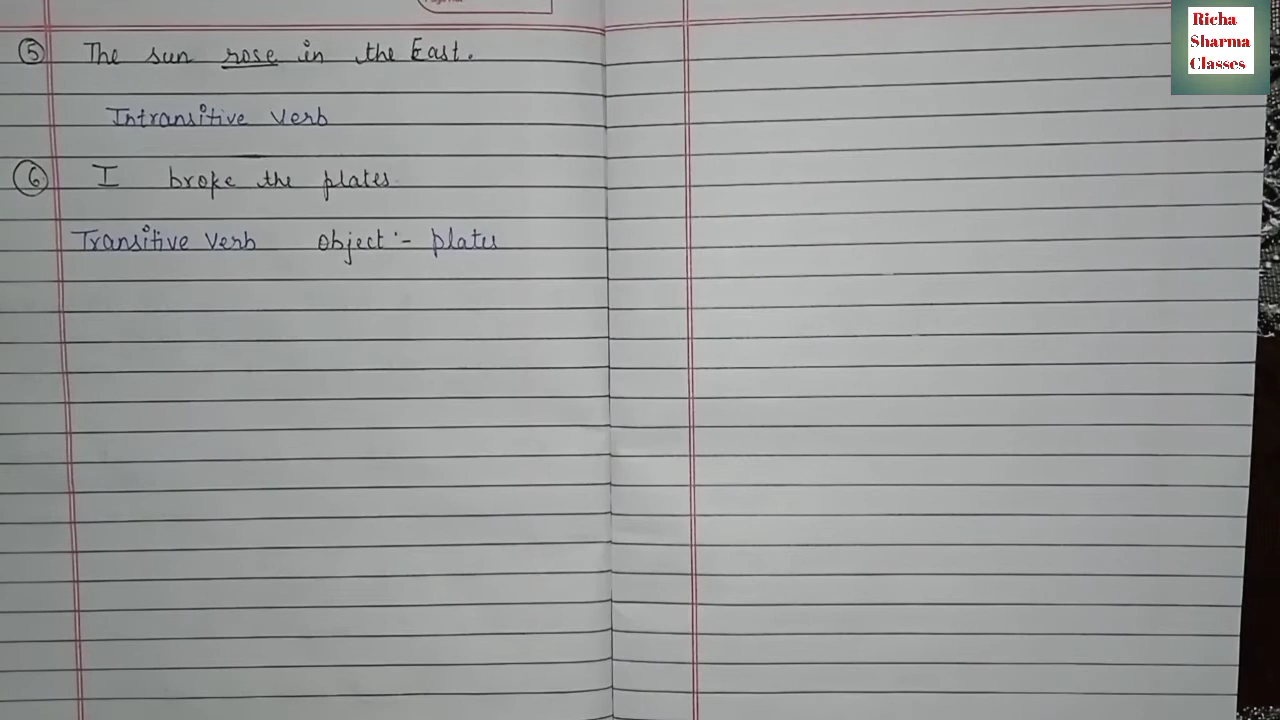 ⑤ The sun rose in the East.
Intransitive Verb
⑥ I broke the plates.
Transitive Verb object :- plates
Richa
Sharma
Classes